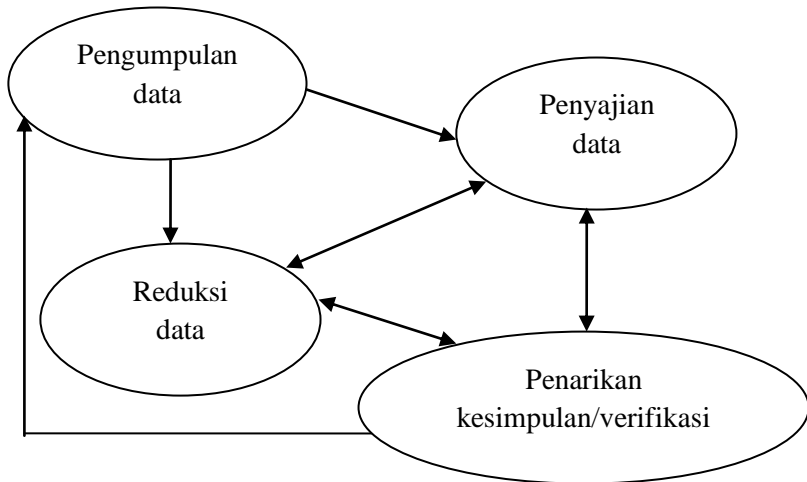 Pengumpulan
data
Penyajian
data
Reduksi
data
Penarikan
kesimpulan/verifikasi